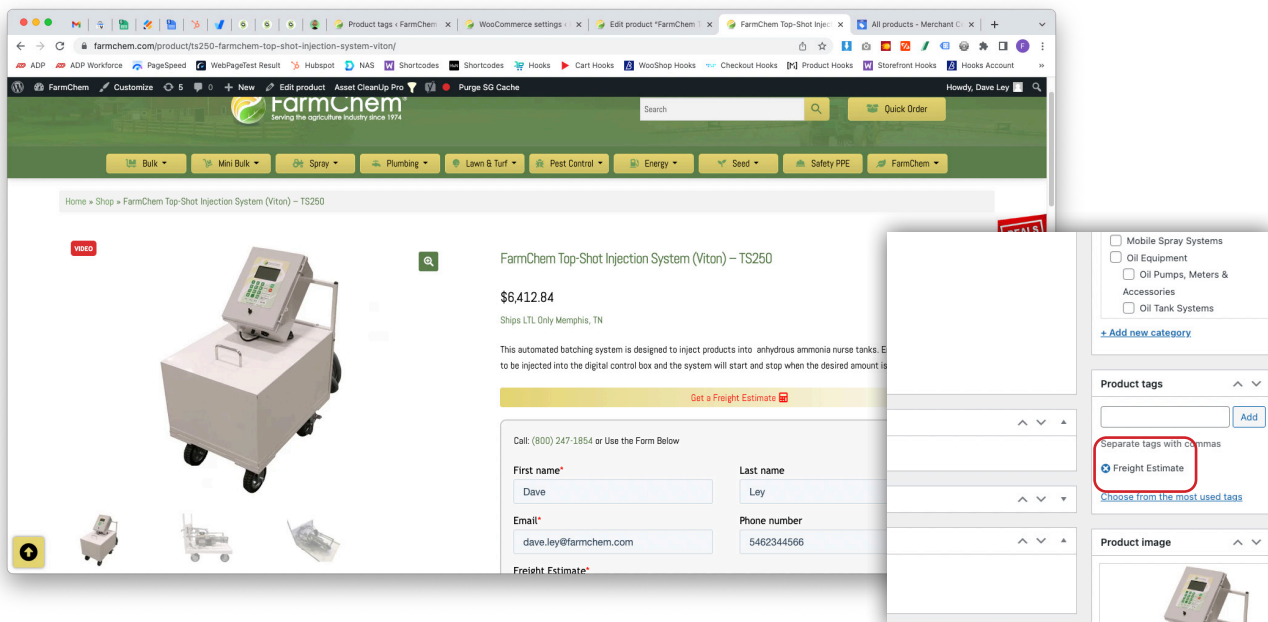 Product tags ‹ FarmChem
WooCommerce settings ‹
Edit product "FarmChem T
FarmChem Top-Shot Inject
All products - Merchant C
farmchem.com/product/ts250-farmchem-top-shot-injection-system-viton/
ADP ADP Workforce PageSpeed WebPageTest Result Hubspot NAS Shortcodes Shortcodes Hooks Cart Hooks WooShop Hooks Checkout Hooks Product Hooks Storefront Hooks Hooks Account »
FarmChem Customize 5 0 + New Edit product Asset CleanUp Pro Purge SG Cache Howdy, Dave Ley
FarmChem®
Serving the agriculture industry since 1974
Search
Quick Order
Bulk Mini Bulk Spray Plumbing Lawn & Turf Pest Control Energy Seed Safety PPE FarmChem
Home » Shop » FarmChem Top-Shot Injection System (Viton) – TS250
DEALS
VIDEO
FarmChem Top-Shot Injection System (Viton) – TS250
$6,412.84
Ships LTL Only Memphis, TN
This automated batching system is designed to inject products into anhydrous ammonia nurse tanks.
to be injected into the digital control box and the system will start and stop when the desired amount is
Get a Freight Estimate
Call: (800) 247-1854 or Use the Form Below
First name* Last name
Dave Ley
Email* Phone number
dave.ley@farmchem.com 5462344566
Freight Estimate*
Mobile Spray Systems
Oil Equipment
Oil Pumps, Meters &
Accessories
Oil Tank Systems
+ Add new category
Product tags
Add
Separate tags with commas
Freight Estimate
Choose from the most used tags
Product image